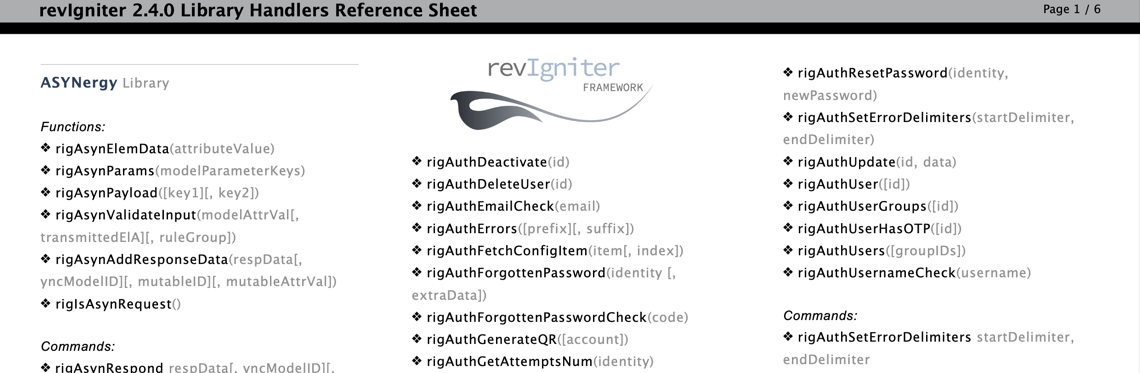 revIgniter 2.4.0 Library Handlers Reference Sheet
Page 1 / 6
ASYNergy Library
Functions:
❖ rigAsynElemData(attributeValue)
❖ rigAsynParams(modelParameterKeys)
❖ rigAsynPayload([key1][, key2])
❖ rigAsynValidateInput(modelAttrVal[,
transmittedElA][, ruleGroup])
❖ rigAsynAddResponseData(respData[,
yncModelID][, mutableID][, mutableAttrVal])
❖ rigIsAsynRequest()
Commands:
❖ rigAsynRespond respData[, yncModelID][,
revIgniter
FRAMEWORK
❖ rigAuthDeactivate(id)
❖ rigAuthDeleteUser(id)
❖ rigAuthEmailCheck(email)
❖ rigAuthErrors([prefix][, suffix])
❖ rigAuthFetchConfigItem(item[, index])
❖ rigAuthForgottenPassword(identity [,
extraData])
❖ rigAuthForgottenPasswordCheck(code)
❖ rigAuthGenerateQR([account])
❖ rigAuthGetAttemptsNum(identity)
❖ rigAuthResetPassword(identity,
newPassword)
❖ rigAuthSetErrorDelimiters(startDelimiter,
endDelimiter)
❖ rigAuthUpdate(id, data)
❖ rigAuthUser([id])
❖ rigAuthUserGroups([id])
❖ rigAuthUserHasOTP([id])
❖ rigAuthUsers([groupIDs])
❖ rigAuthUsernameCheck(username)
Commands:
❖ rigAuthSetErrorDelimiters startDelimiter,
endDelimiter